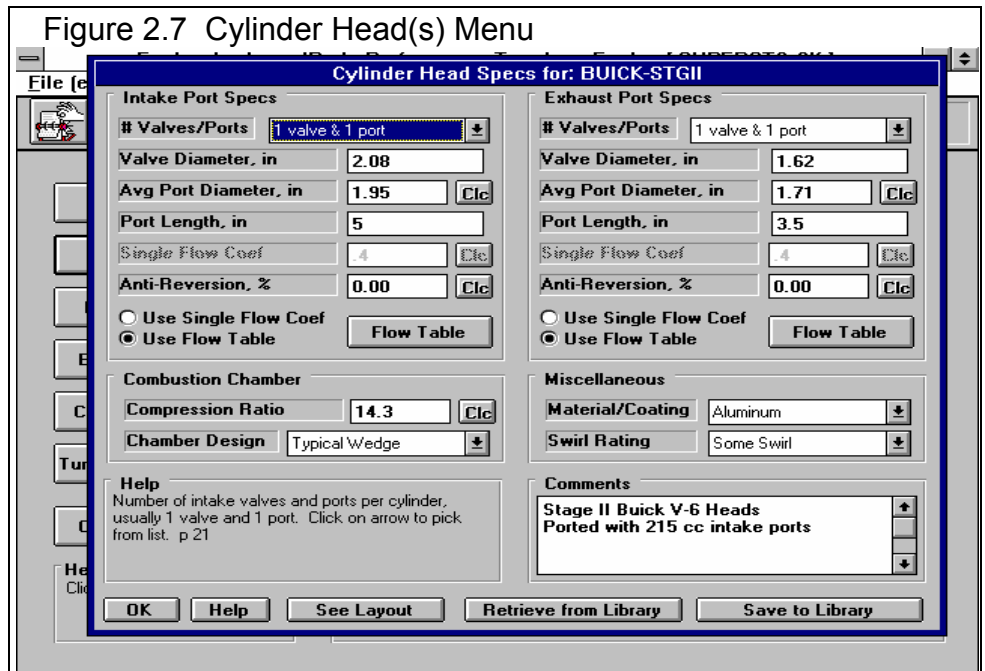 Figure 2.7 Cylinder Head(s) Menu
File (e
Cylinder Head Specs for: BUICK-STGII
Intake Port Specs
# Valves/Ports 1 valve & 1 port
Valve Diameter, in 2.08
Avg Port Diameter, in 1.95 Clc
Port Length, in 5
Single Flow Coef .4 Clc
Anti-Reversion, % 0.00 Clc
Use Single Flow Coef
Use Flow Table
Flow Table
Exhaust Port Specs
# Valves/Ports 1 valve & 1 port
Valve Diameter, in 1.62
Avg Port Diameter, in 1.71 Clc
Port Length, in 3.5
Single Flow Coef .4 Clc
Anti-Reversion, % 0.00 Clc
Use Single Flow Coef
Use Flow Table
Flow Table
Combustion Chamber
Compression Ratio 14.3 Clc
Chamber Design Typical Wedge
Miscellaneous
Material/Coating Aluminum
Swirl Rating Some Swirl
Help
Number of intake valves and ports per cylinder,
usually 1 valve and 1 port. Click on arrow to pick
from list. p 21
Comments
Stage II Buick V-6 Heads
Ported with 215 cc intake ports
OK Help See Layout Retrieve from Library Save to Library
E
C
Tur
C
He
Clic